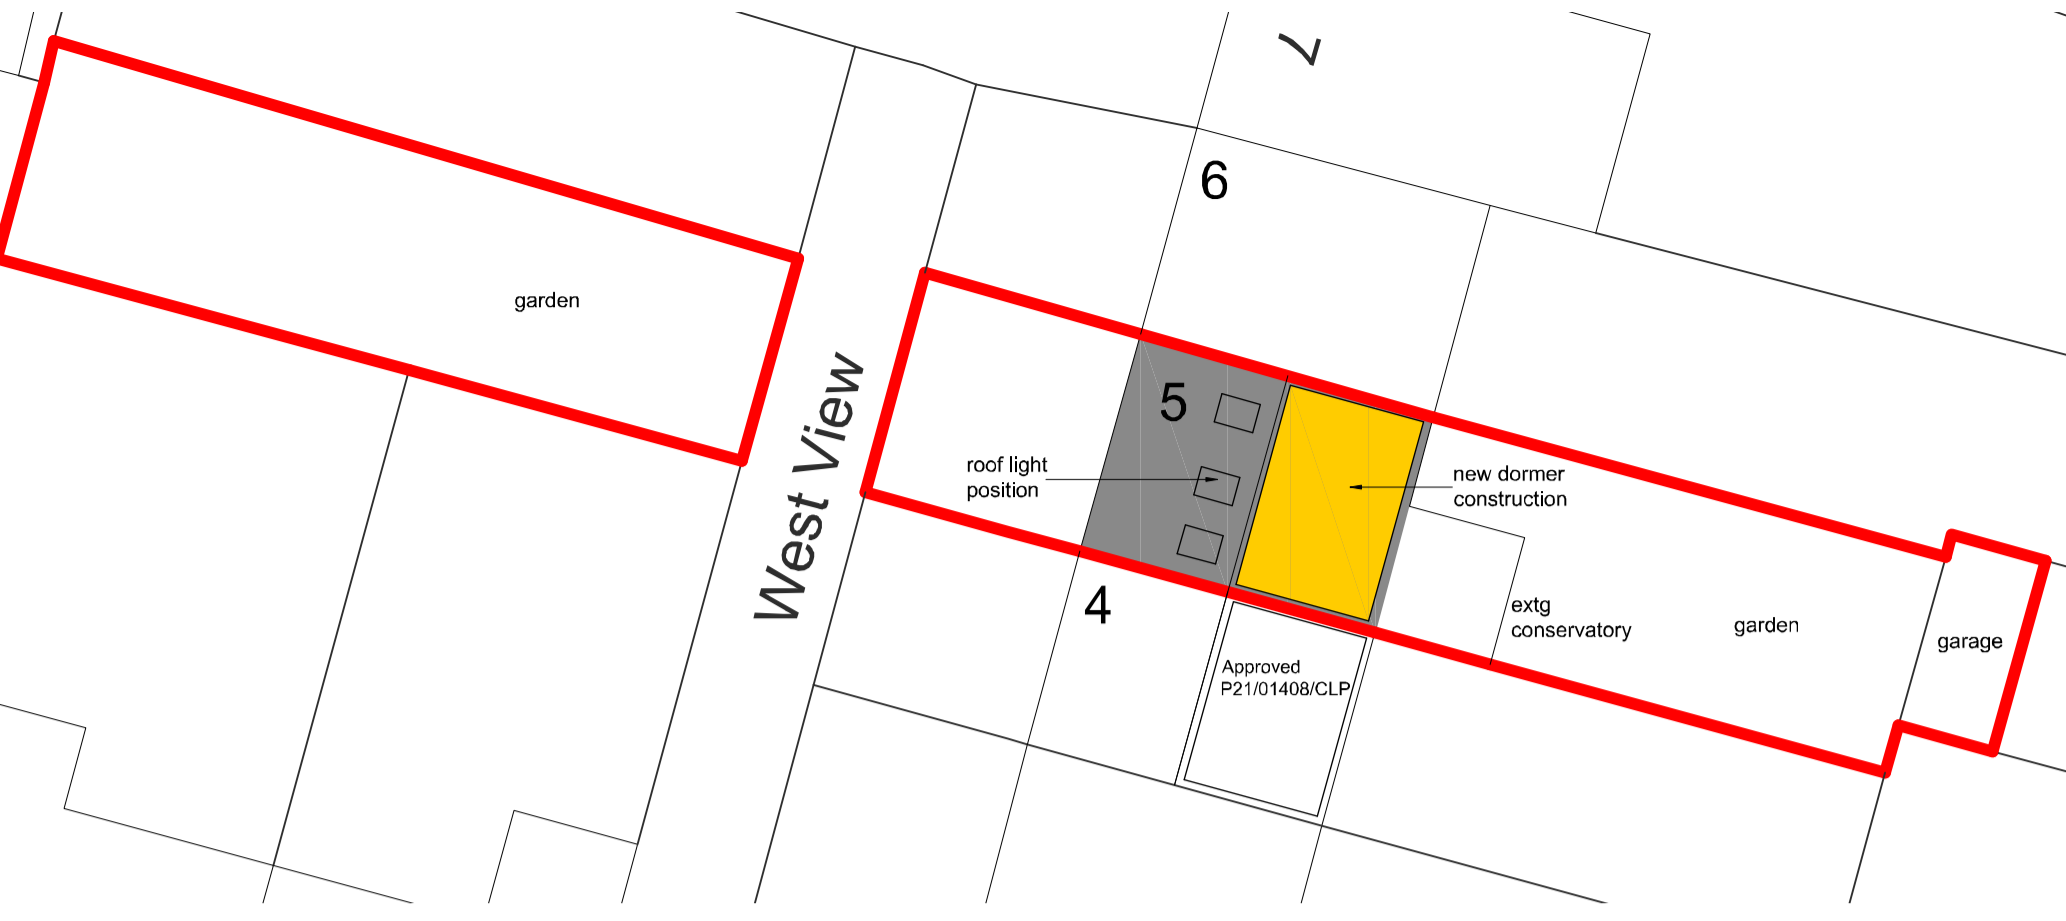 7
6
garden
West View
5
roof light
position
new dormer
construction
4
extg
conservatory
garden
garage
Approved
P21/01408/CLP